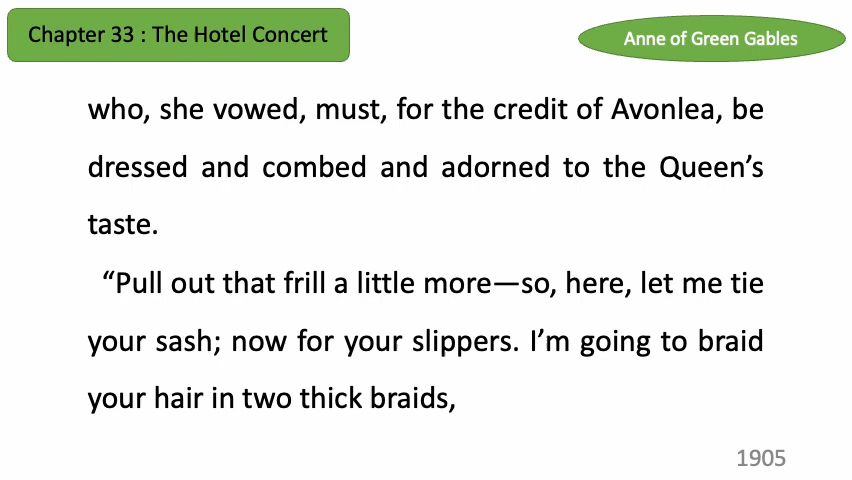 Chapter 33 : The Hotel Concert
Anne of Green Gables
who, she vowed, must, for the credit of Avonlea, be
dressed and combed and adorned to the Queen’s
taste.
“Pull out that frill a little more—so, here, let me tie
your sash; now for your slippers. I’m going to braid
your hair in two thick braids,
1905